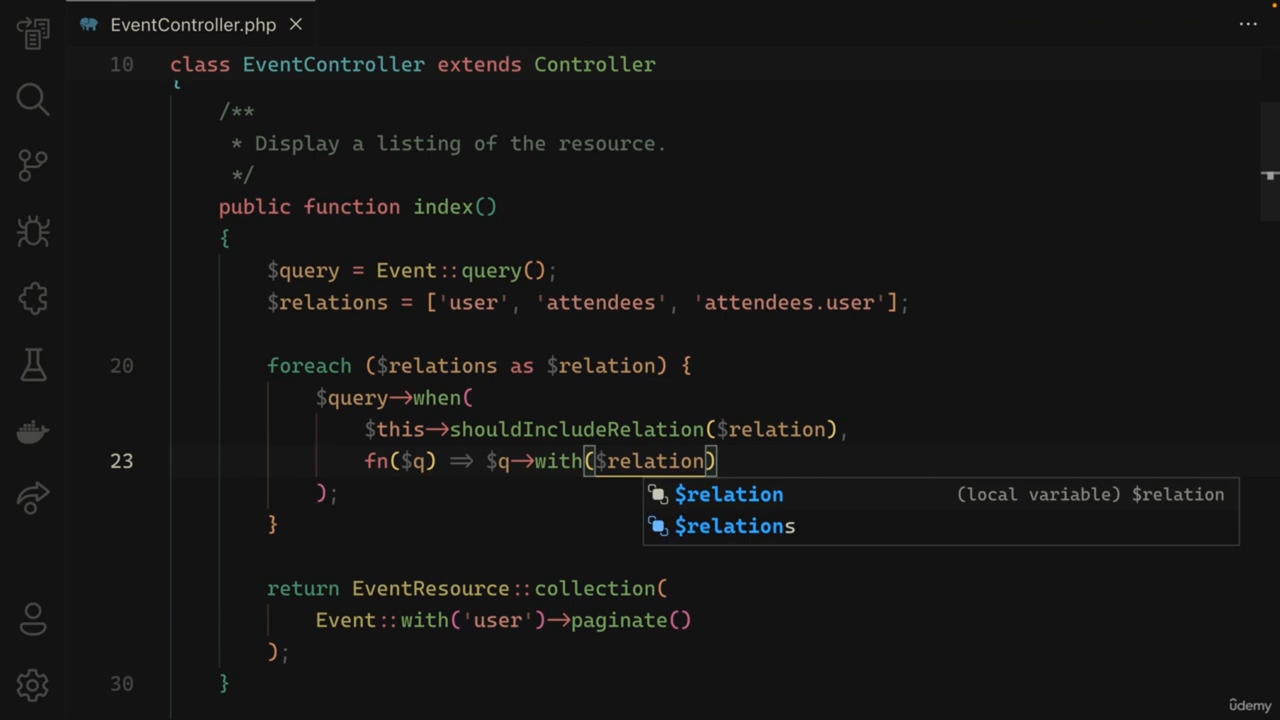 EventController.php
10 class EventController extends Controller
{
/**
* Display a listing of the resource.
*/
public function index()
{
$query = Event::query();
$relations = ['user', 'attendees', 'attendees.user'];
20 foreach ($relations as $relation) {
$query->when(
$this->shouldIncludeRelation($relation),
23 fn($q) => $q->with($relation)
$relation (local variable) $relation
$relations
);
}
return EventResource::collection(
Event::with('user')->paginate()
);
30 }
ûdemy